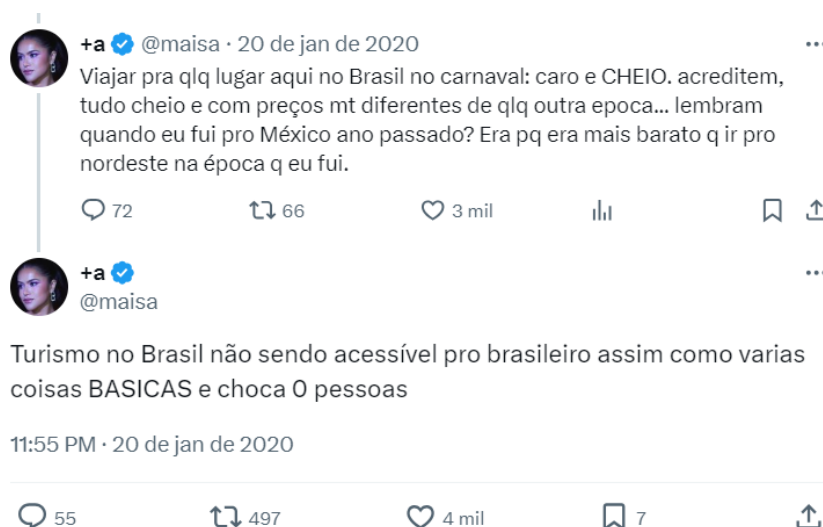 +a @maisa · 20 de jan de 2020
Viajar pra qlq lugar aqui no Brasil no carnaval: caro e CHEIO. acreditem,
tudo cheio e com preços mt diferentes de qlq outra epoca... lembram
quando eu fui pro México ano passado? Era pq era mais barato q ir pro
nordeste na época q eu fui.
72 66 3 mil
+a
@maisa
Turismo no Brasil não sendo acessível pro brasileiro assim como varias
coisas BASICAS e choca 0 pessoas
11:55 PM · 20 de jan de 2020
55 497 4 mil 7